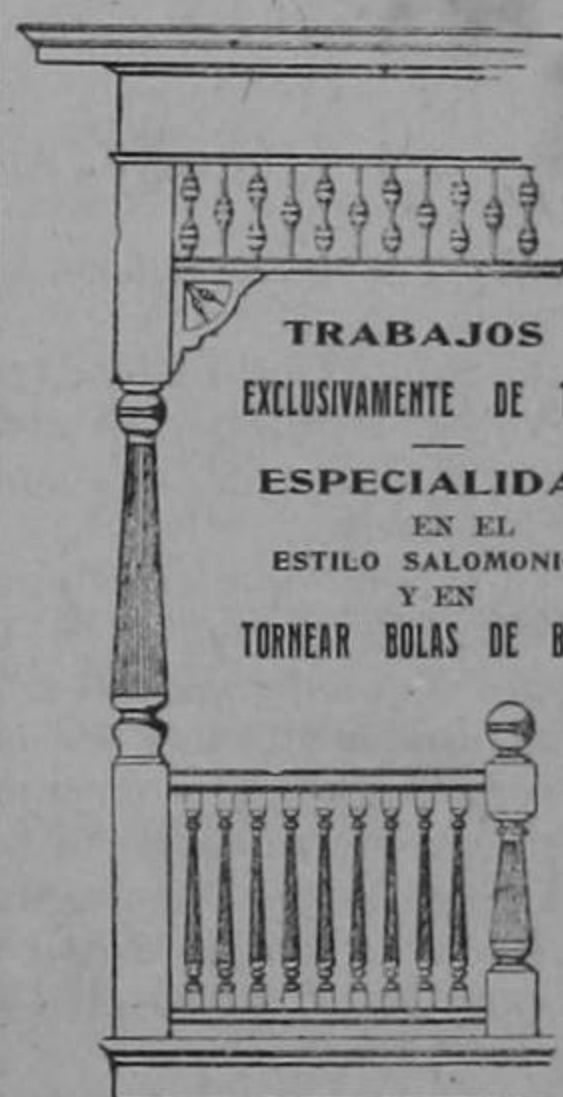 TRABAJOS
EXCLUSIVAMENTE DE
ESPECIALIDA
EN EL
ESTILO SALOMONI
Y EN
TORNEAR BOLAS DE B